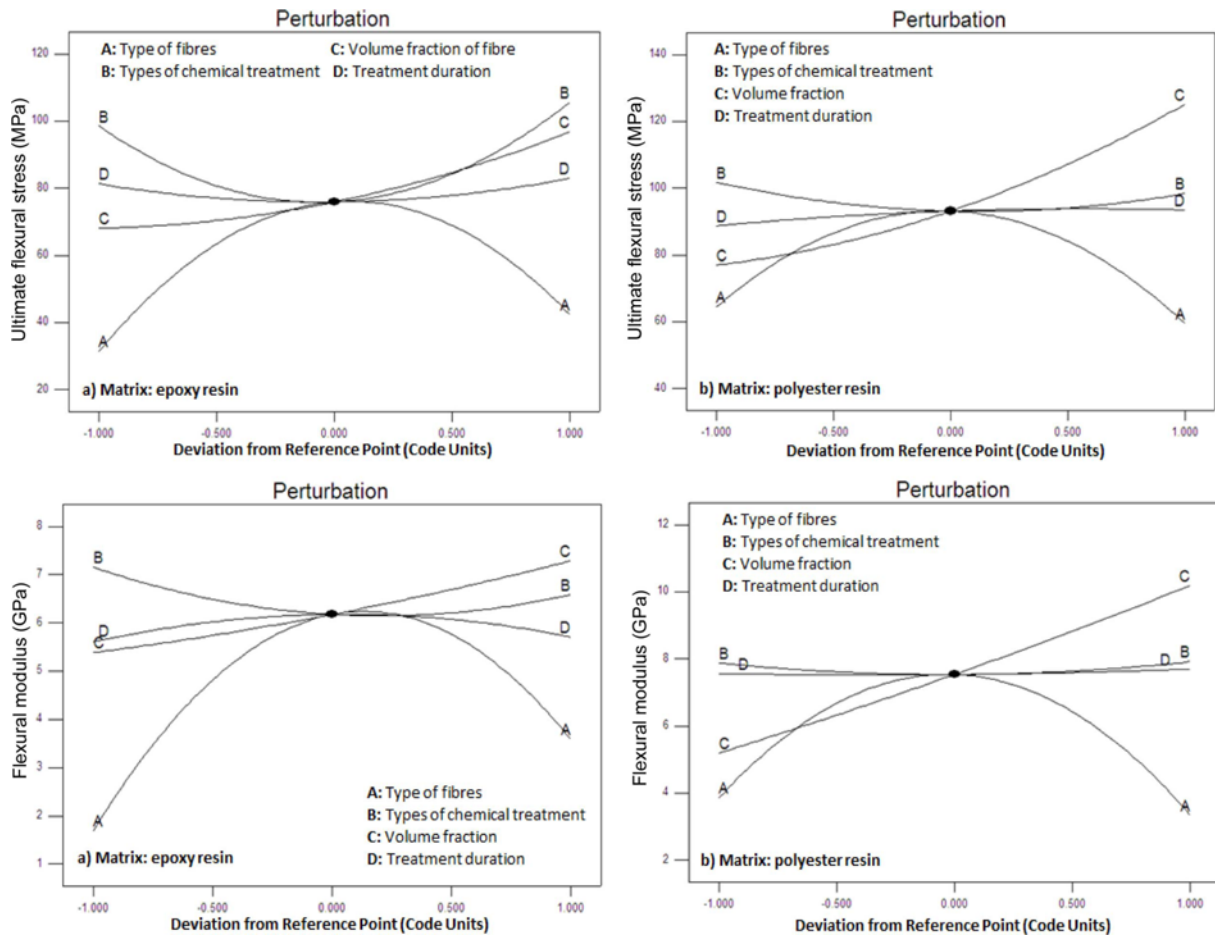 Perturbation
A: Type of fibres C: Volume fraction of fibre
B: Types of chemical treatment D: Treatment duration
Ultimate flexural stress (MPa)
120
100
80
60
40
20
B
D
C
A
B
C
D
A
a) Matrix: epoxy resin
-1.000 -0.500 0.000 0.500 1.000
Deviation from Reference Point (Code Units)
Perturbation
A: Type of fibres
B: Types of chemical treatment
C: Volume fraction
D: Treatment duration
Ultimate flexural stress (MPa)
140
120
100
80
60
40
B
D
C
A
C
B
D
A
b) Matrix: polyester resin
-1.000 -0.500 0.000 0.500 1.000
Deviation from Reference Point (Code Units)
Perturbation
Flexural modulus (GPa)
8
7
6
5
4
3
2
1
B
D
C
A
C
B
D
A
A: Type of fibres
B: Types of chemical treatment
C: Volume fraction
D: Treatment duration
a) Matrix: epoxy resin
-1.000 -0.500 0.000 0.500 1.000
Deviation from Reference Point (Code Units)
Perturbation
A: Type of fibres
B: Types of chemical treatment
C: Volume fraction
D: Treatment duration
Flexural modulus (GPa)
12
10
8
6
4
2
B
D
C
A
C
B
D
A
b) Matrix: polyester resin
-1.000 -0.500 0.000 0.500 1.000
Deviation from Reference Point (Code Units)